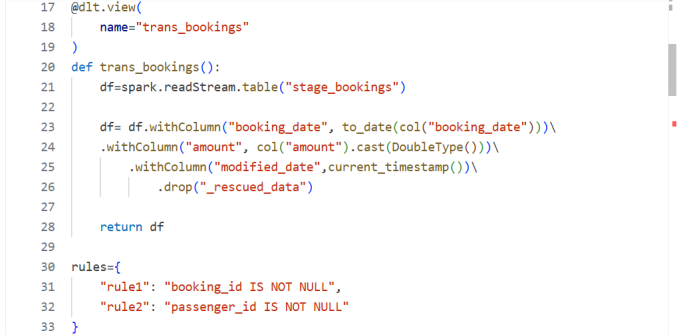 17 @dlt.view(
18     name="trans_bookings"
19 )
20 def trans_bookings():
21     df=spark.readStream.table("stage_bookings")
22
23     df= df.withColumn("booking_date", to_date(col("booking_date")))\
24     .withColumn("amount", col("amount").cast(DoubleType()))\
25         .withColumn("modified_date",current_timestamp())\
26             .drop("_rescued_data")
27
28     return df
29
30 rules={
31     "rule1": "booking_id IS NOT NULL",
32     "rule2": "passenger_id IS NOT NULL"
33 }